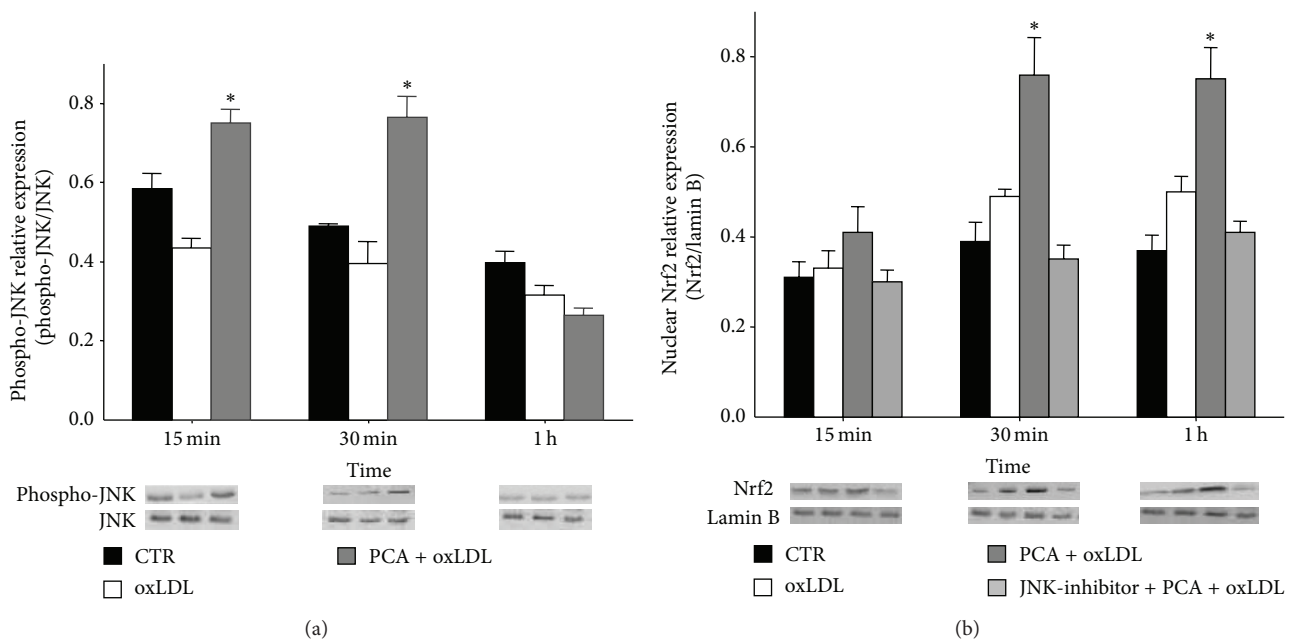 Phospho-JNK relative expression
(phospho-JNK/JNK)
0.8
0.6
0.4
0.2
0.0
*
*
15 min
30 min
1 h
Time
Phospho-JNK
JNK
CTR
oxLDL
PCA + oxLDL
(a)
Nuclear Nrf2 relative expression
(Nrf2/lamin B)
0.8
0.6
0.4
0.2
0.0
*
*
15 min
30 min
1 h
Time
Nrf2
Lamin B
CTR
oxLDL
PCA + oxLDL
JNK-inhibitor + PCA + oxLDL
(b)